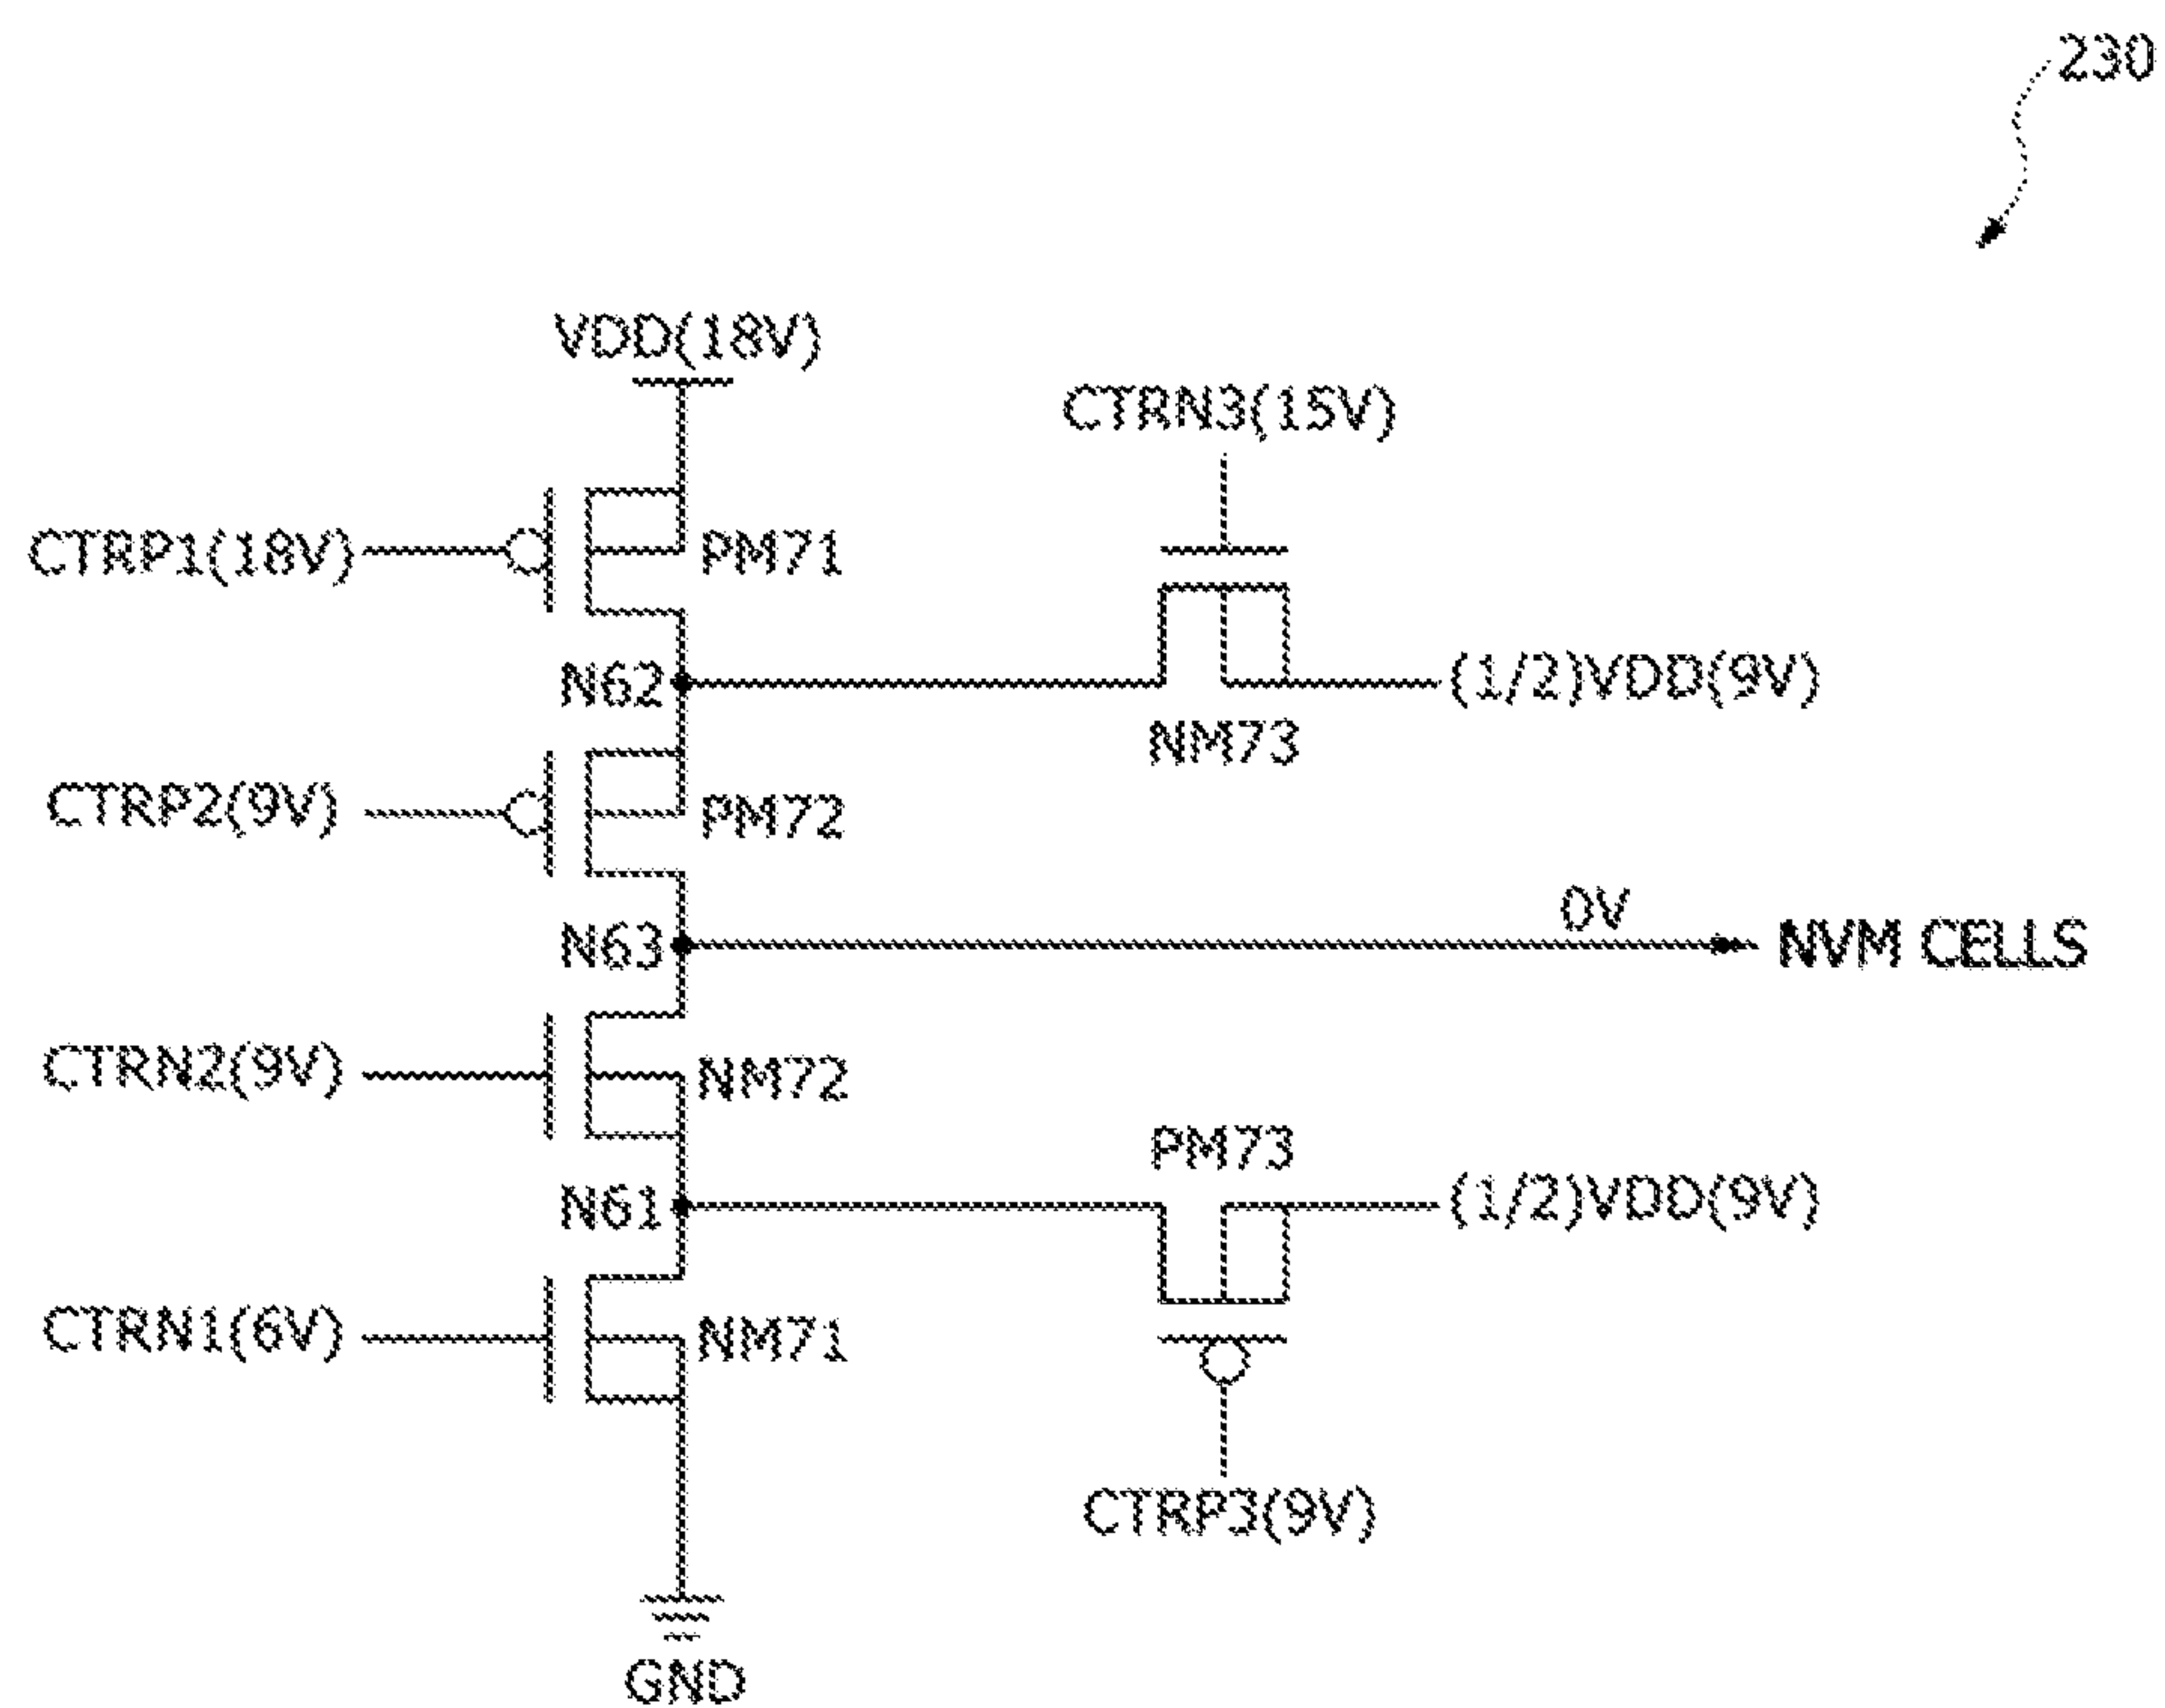 230
VDD(18V)
CTRN3(15V)
CTRP1(18V)
PM71
N62
(1/2)VDD(9V)
NM73
CTRP2(9V)
PM72
0V
N63
NVM CELLS
CTRN2(9V)
NM72
PM73
N61
(1/2)VDD(9V)
CTRN1(6V)
NM71
CTRP3(9V)
GND